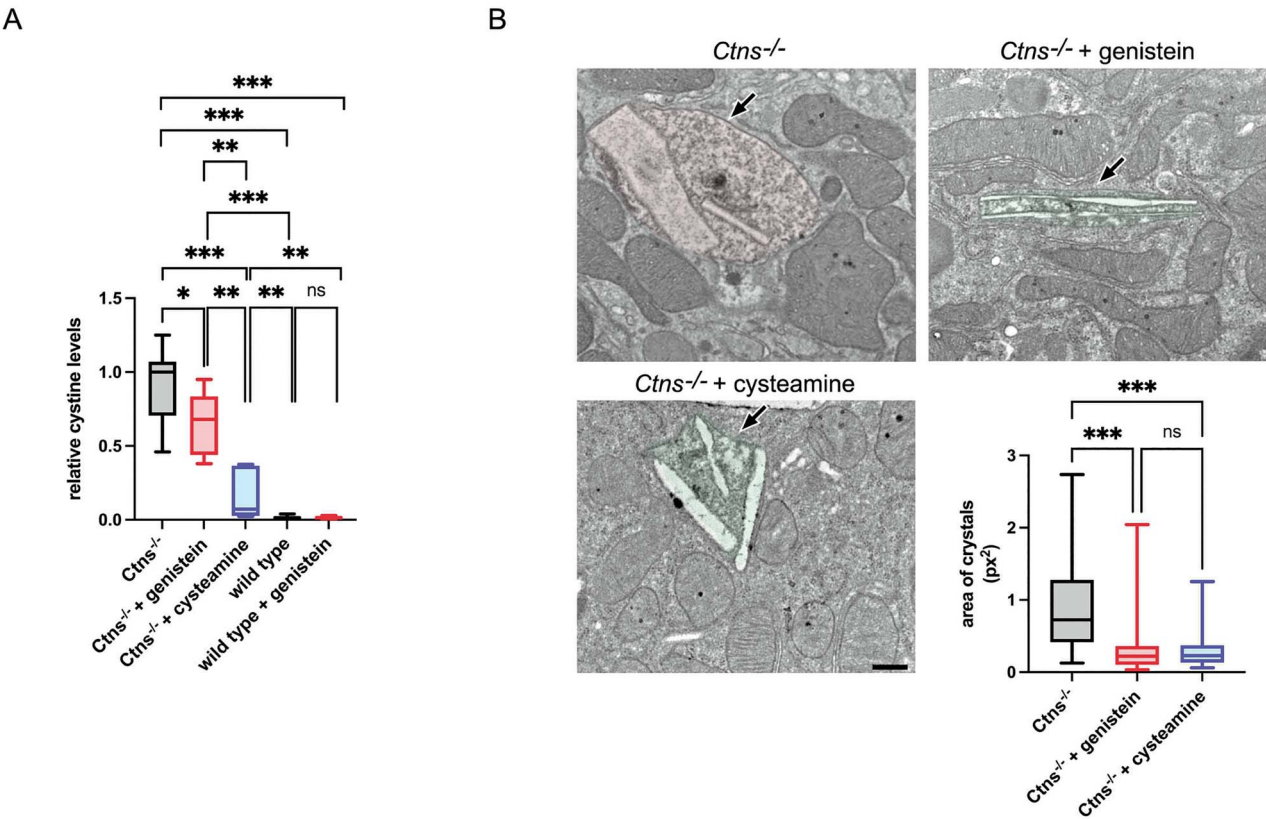 A
***
***
**
***
*** **
* ** ** ns
relative cystine levels
1.5
1.0
0.5
0.0
Ctns-/-
Ctns-/- + genistein
Ctns-/- + cysteamine
wild type
wild type + genistein
B
Ctns-/-
Ctns-/- + genistein
Ctns-/- + cysteamine
***
*** ns
area of crystals
(px2)
3
2
1
0
Ctns-/-
Ctns-/- + genistein
Ctns-/- + cysteamine